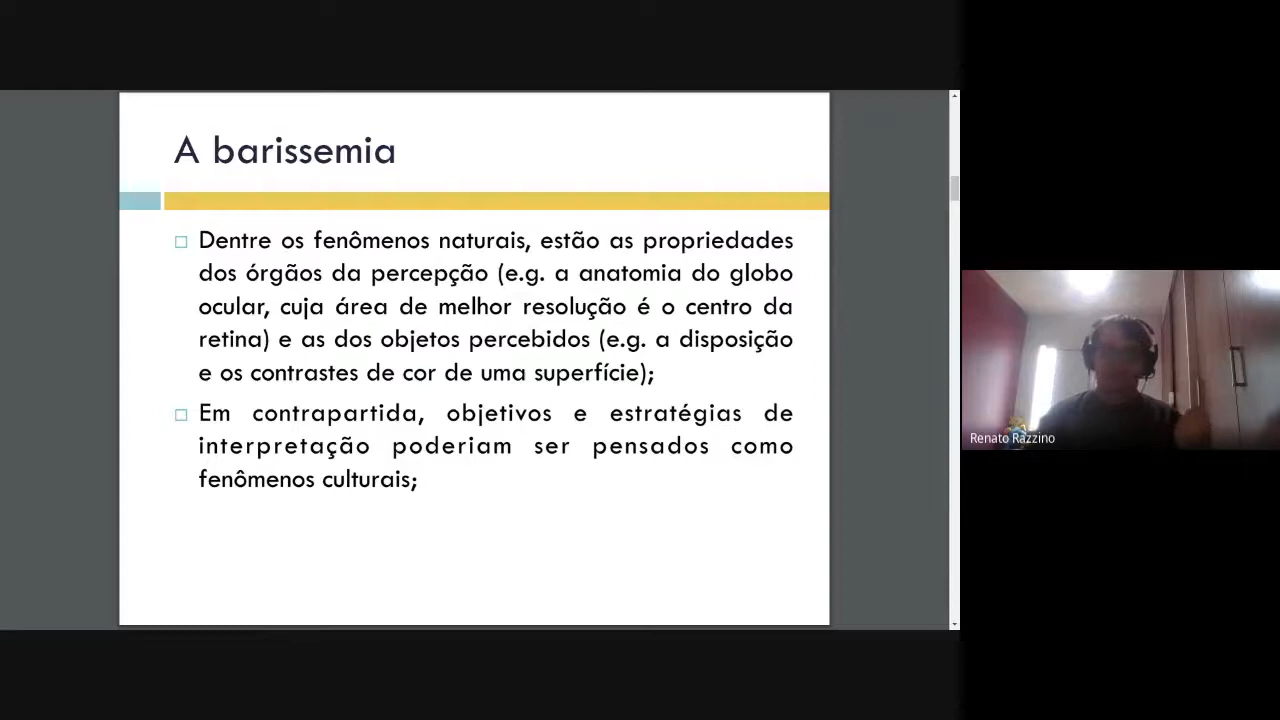 A barissemia
Dentre os fenômenos naturais, estão as propriedades
dos órgãos da percepção (e.g. a anatomia do globo
ocular, cuja área de melhor resolução é o centro da
retina) e as dos objetos percebidos (e.g. a disposição
e os contrastes de cor de uma superfície);
Em contrapartida, objetivos e estratégias de
interpretação poderiam ser pensados como
fenômenos culturais;
Renato Razzino